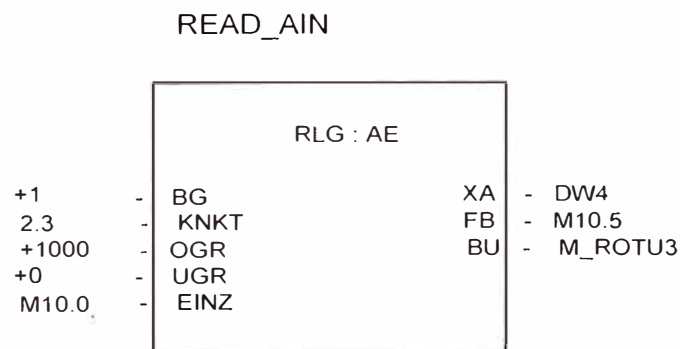 READ_AIN
RLG : AE
+1 - BG XA - DW4
2.3 - KNKT FB - M10.5
+1000 - OGR BU - M_ROTU3
+0 - UGR
M10.0 - EINZ